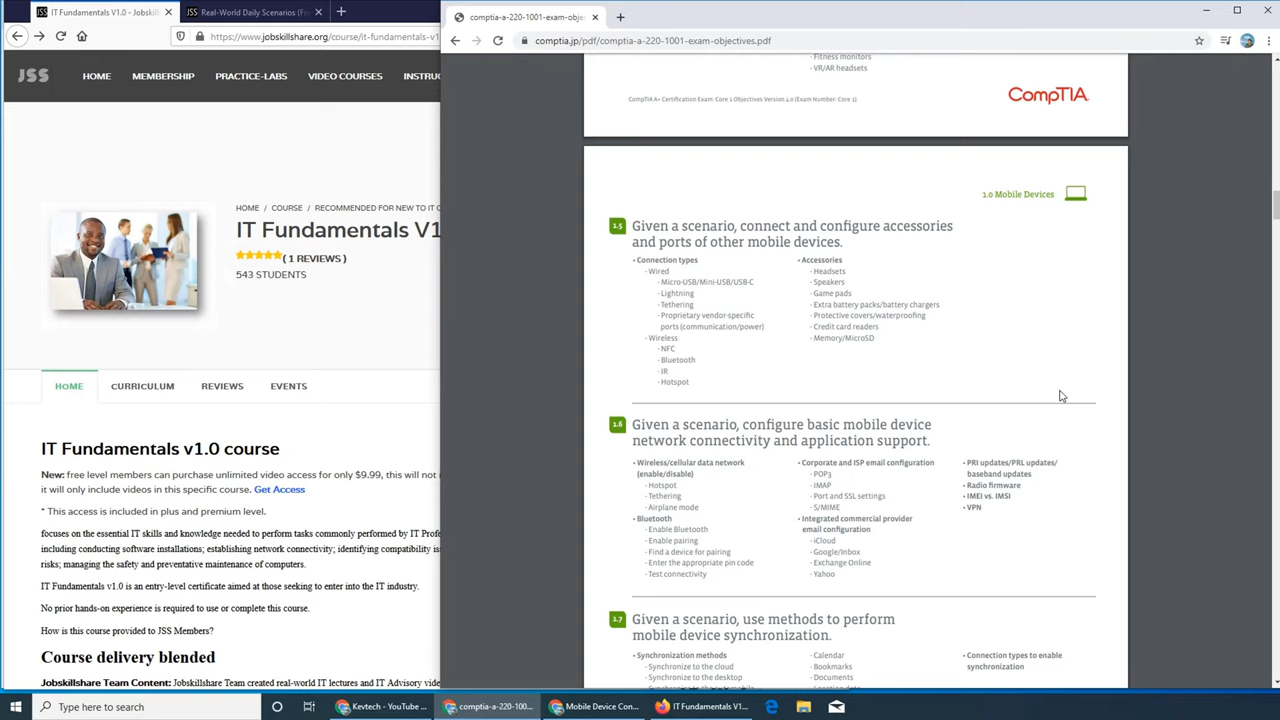 IT Fundamentals V1.0 - Jobskill
Real-World Daily Scenarios (Fr
https://www.jobskillshare.org/course/it-fundamentals-v1
JSS
HOME
MEMBERSHIP
PRACTICE-LABS
VIDEO COURSES
INSTRUC
HOME / COURSE / RECOMMENDED FOR NEW TO IT C
IT Fundamentals V1
( 1 REVIEWS )
543 STUDENTS
HOME
CURRICULUM
REVIEWS
EVENTS
IT Fundamentals v1.0 course
New: free level members can purchase unlimited video access for only $9.99, this will not i
it will only include videos in this specific course. Get Access
* This access is included in plus and premium level.
focuses on the essential IT skills and knowledge needed to perform tasks commonly performed by IT Profe
including conducting software installations; establishing network connectivity; identifying compatibility is
risks; managing the safety and preventative maintenance of computers.
IT Fundamentals v1.0 is an entry-level certificate aimed at those seeking to enter into the IT industry.
No prior hands-on experience is required to use or complete this course.
How is this course provided to JSS Members?
Course delivery blended
Jobskillshare Team Content: Jobskillshare Team created real-world IT lectures and IT Advisory vide
comptia-a-220-1001-exam-obje
comptia.jp/pdf/comptia-a-220-1001-exam-objectives.pdf
- Fitness monitors
- VR/AR headsets
CompTIA A+ Certification Exam: Core 1 Objectives Version 4.0 (Exam Number: Core 1)
CompTIA
1.0 Mobile Devices
1.5 Given a scenario, connect and configure accessories
and ports of other mobile devices.
• Connection types
- Wired
- Micro-USB/Mini-USB/USB-C
- Lightning
- Tethering
- Proprietary vendor-specific
ports (communication/power)
- Wireless
- NFC
- Bluetooth
- IR
- Hotspot
• Accessories
- Headsets
- Speakers
- Game pads
- Extra battery packs/battery chargers
- Protective covers/waterproofing
- Credit card readers
- Memory/MicroSD
1.6 Given a scenario, configure basic mobile device
network connectivity and application support.
• Wireless/cellular data network
(enable/disable)
- Hotspot
- Tethering
- Airplane mode
• Bluetooth
- Enable Bluetooth
- Enable pairing
- Find a device for pairing
- Enter the appropriate pin code
- Test connectivity
• Corporate and ISP email configuration
- POP3
- IMAP
- Port and SSL settings
- S/MIME
• Integrated commercial provider
email configuration
- iCloud
- Google/Inbox
- Exchange Online
- Yahoo
• PRI updates/PRL updates/
baseband updates
• Radio firmware
• IMEI vs. IMSI
• VPN
1.7 Given a scenario, use methods to perform
mobile device synchronization.
• Synchronization methods
- Synchronize to the cloud
- Synchronize to the desktop
- Calendar
- Bookmarks
- Documents
• Connection types to enable
synchronization
Type here to search
Kevtech - YouTube ...
comptia-a-220-100...
Mobile Device Con...
IT Fundamentals V1...